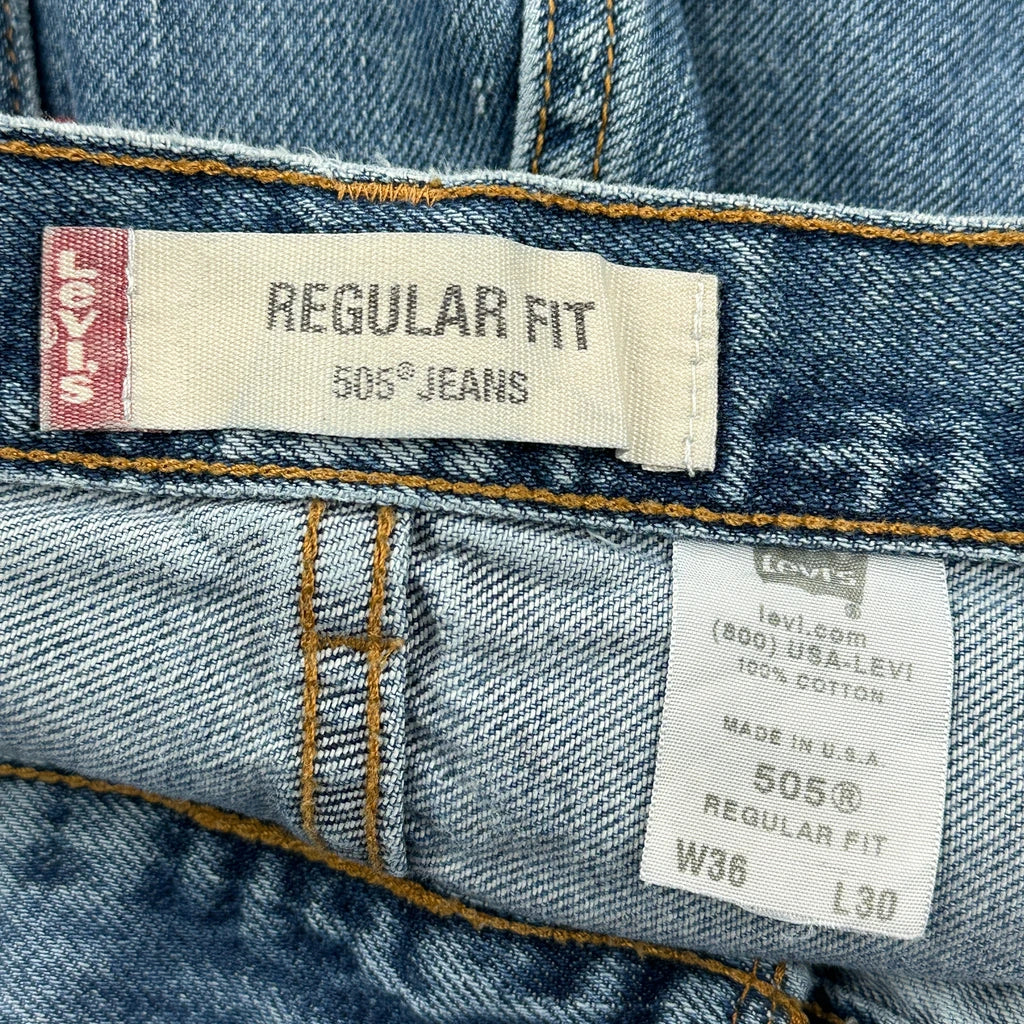 LEVI'S
REGULAR FIT
505® JEANS
Levi's
®
levi.com
(800) USA-LEVI
100% COTTON
MADE IN U.S.A
505®
REGULAR FIT
W36 L30